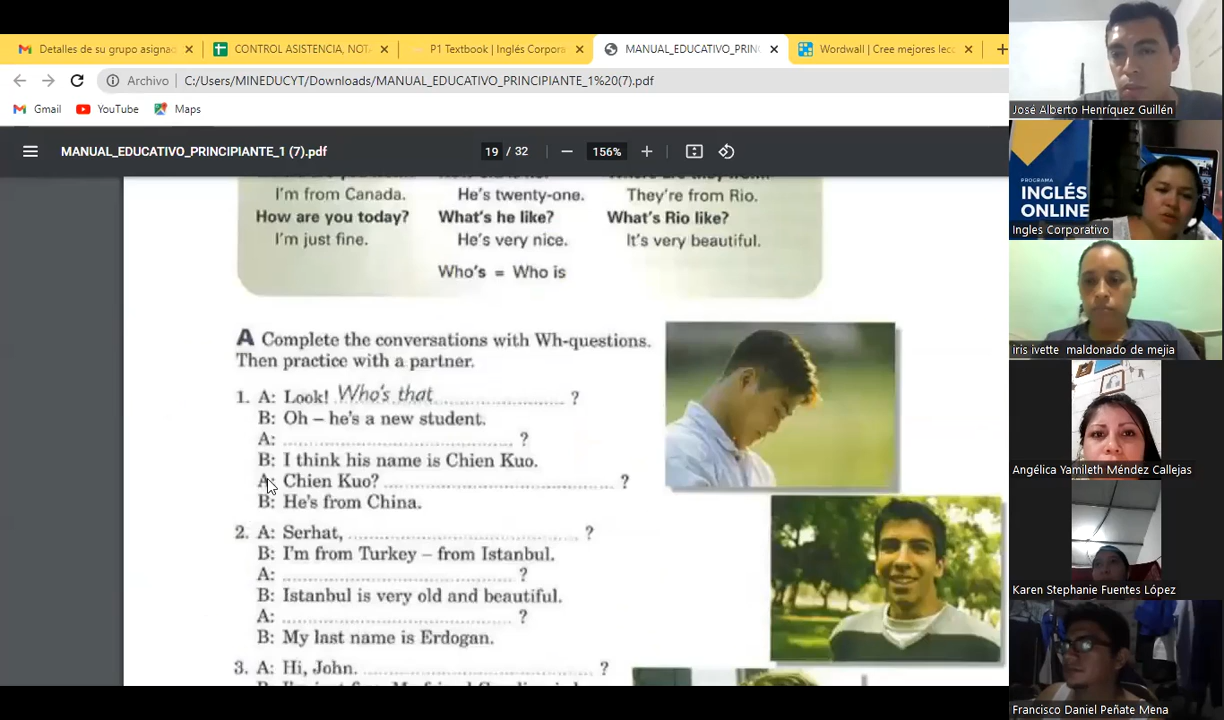 Detalles de su grupo asigna
CONTROL ASISTENCIA, NOT
P1 Textbook | Inglés Corpora
MANUAL_EDUCATIVO_PRIN
Wordwall | Cree mejores lec
Archivo
C:/Users/MINEDUCYT/Downloads/MANUAL_EDUCATIVO_PRINCIPIANTE_1%20(7).pdf
Gmail YouTube Maps
MANUAL_EDUCATIVO_PRINCIPIANTE_1 (7).pdf
19 / 32
156%
I'm from Canada. He's twenty-one. They're from Rio.
How are you today? What's he like? What's Rio like?
I'm just fine. He's very nice. It's very beautiful.
Who's = Who is
A Complete the conversations with Wh-questions.
Then practice with a partner.
1. A: Look! Who's that ?
B: Oh – he's a new student.
A: ?
B: I think his name is Chien Kuo.
A: Chien Kuo? ?
B: He's from China.
2. A: Serhat, ?
B: I'm from Turkey – from Istanbul.
A: ?
B: Istanbul is very old and beautiful.
A: ?
B: My last name is Erdogan.
3. A: Hi, John. ?
José Alberto Henríquez Guillén
PROGRAMA
INGLÉS
ONLINE
Ingles Corporativo
iris ivette maldonado de mejia
Angélica Yamileth Méndez Callejas
Karen Stephanie Fuentes López
Francisco Daniel Peñate Mena